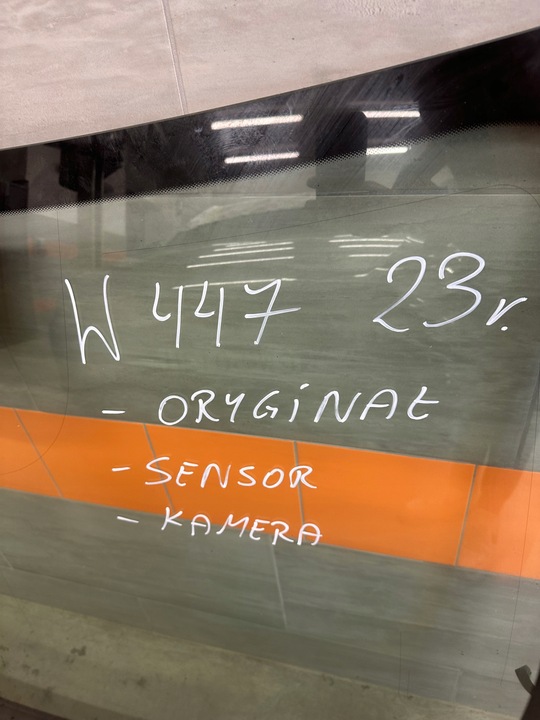 W 447 23r.
- ORYGINAŁ
- SENSOR
- KAMERA